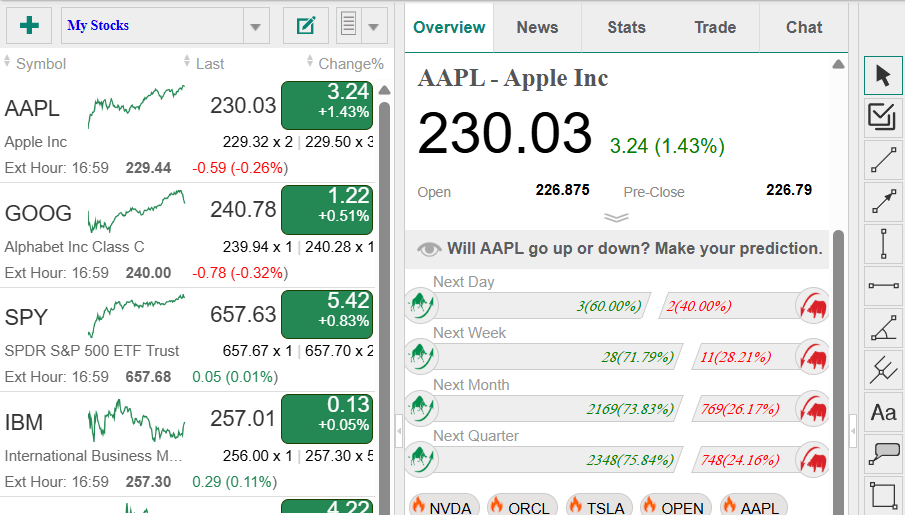 My Stocks
Symbol Last Change%
AAPL 230.03 3.24
+1.43%
Apple Inc 229.32 x 2 | 229.50 x 3
Ext Hour: 16:59 229.44 -0.59 (-0.26%)
GOOG 240.78 1.22
+0.51%
Alphabet Inc Class C 239.94 x 1 | 240.28 x 1
Ext Hour: 16:59 240.00 -0.78 (-0.32%)
SPY 657.63 5.42
+0.83%
SPDR S&P 500 ETF Trust 657.67 x 1 | 657.70 x 2
Ext Hour: 16:59 657.68 0.05 (0.01%)
IBM 257.01 0.13
+0.05%
International Business M... 256.00 x 1 | 257.30 x 5
Ext Hour: 16:59 257.30 0.29 (0.11%)
4.22
Overview News Stats Trade Chat
AAPL - Apple Inc
230.03 3.24 (1.43%)
Open 226.875 Pre-Close 226.79
Will AAPL go up or down? Make your prediction.
Next Day
3(60.00%) 2(40.00%)
Next Week
28(71.79%) 11(28.21%)
Next Month
2169(73.83%) 769(26.17%)
Next Quarter
2348(75.84%) 748(24.16%)
NVDA ORCL TSLA OPEN AAPL
Aa